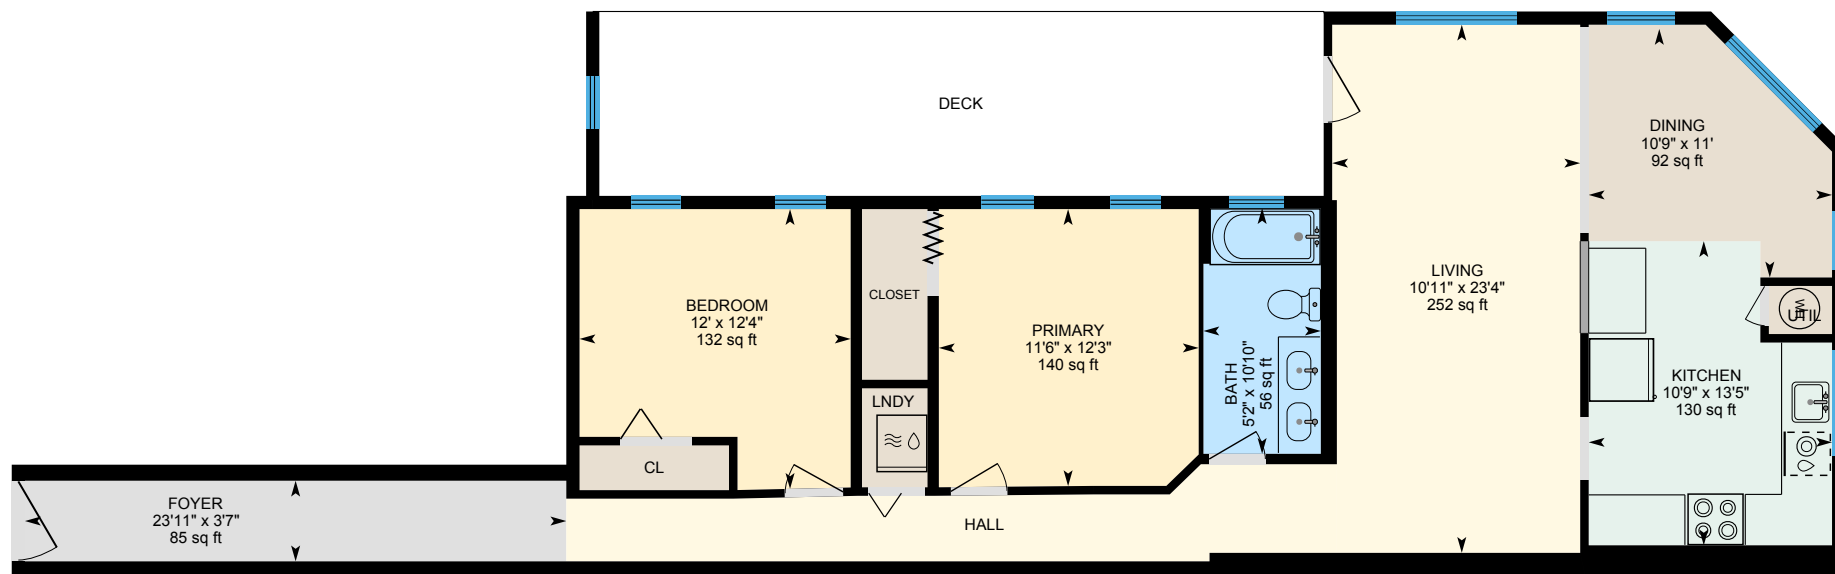 DECK
DINING
10'9" x 11'
92 sq ft
LIVING
10'11" x 23'4"
252 sq ft
BEDROOM
12' x 12'4"
132 sq ft
CLOSET
PRIMARY
11'6" x 12'3"
140 sq ft
BATH
5'2" x 10'10"
56 sq ft
WH
UTIL
KITCHEN
10'9" x 13'5"
130 sq ft
LNDY
CL
FOYER
23'11" x 3'7"
85 sq ft
HALL